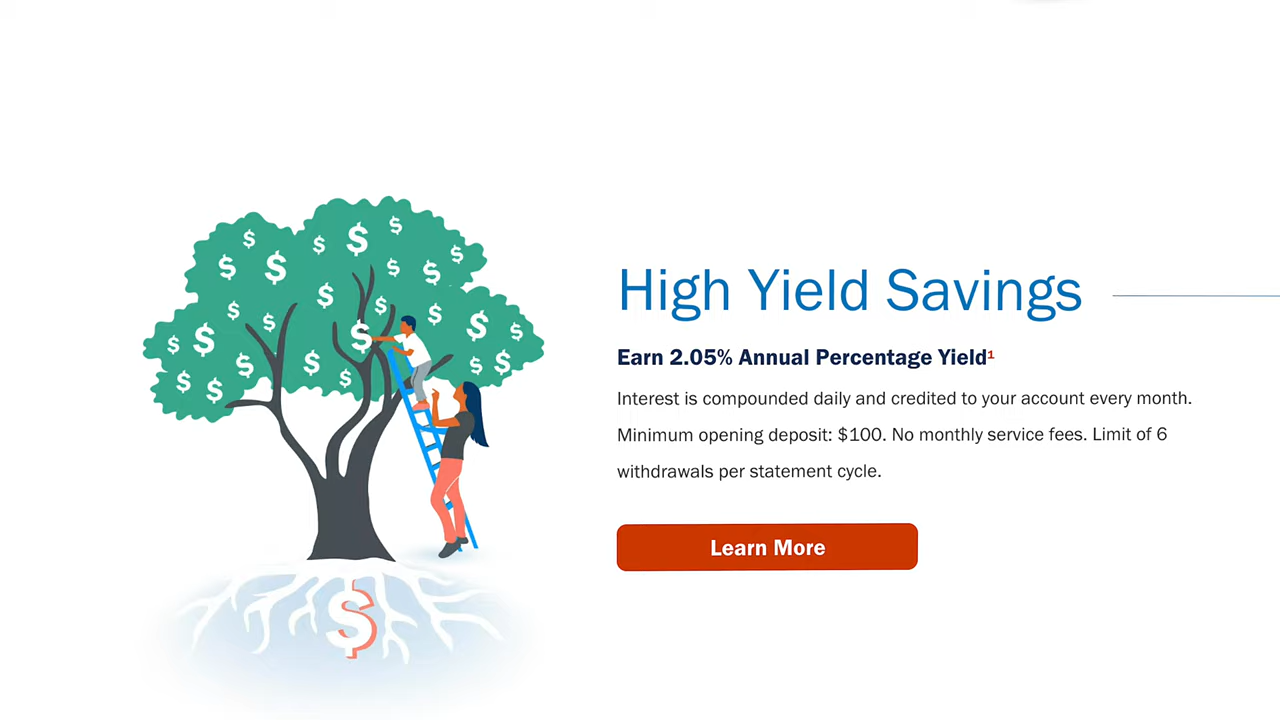 High Yield Savings
Earn 2.05% Annual Percentage Yield¹
Interest is compounded daily and credited to your account every month.
Minimum opening deposit: $100. No monthly service fees. Limit of 6
withdrawals per statement cycle.
Learn More